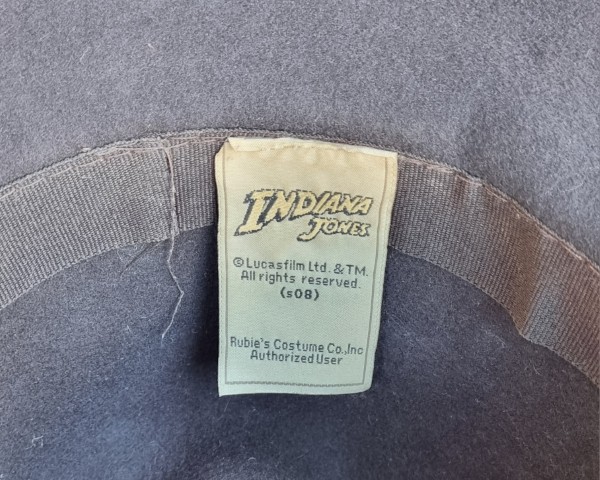 INDIANA
JONES
©Lucasfilm Ltd. & TM.
All rights reserved.
(s08)
Rubie's Costume Co.,Inc
Authorized User